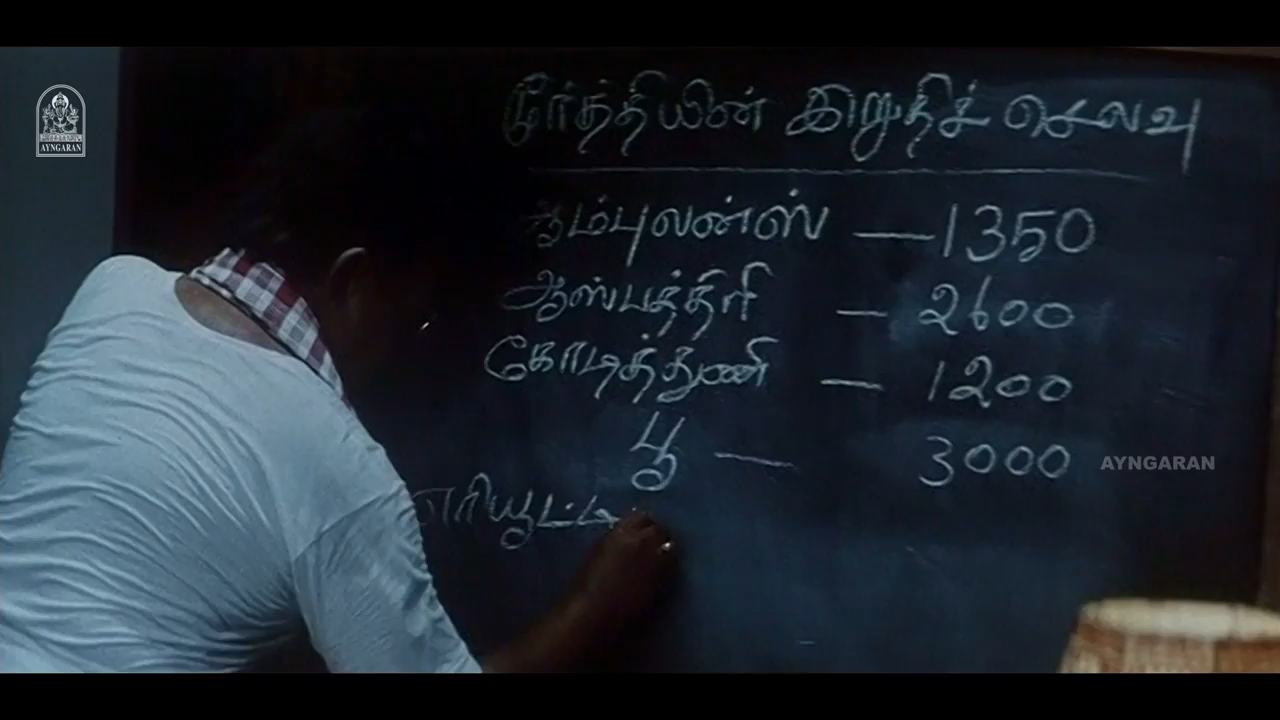 AYNGARAN
மூர்த்தியின் இறுதிச் செலவு
ஆம்புலன்ஸ் — 1350
ஆஸ்பத்திரி — 2600
கோடித்துணி — 1200
பூ — 3000
AYNGARAN
எரியூட்ட